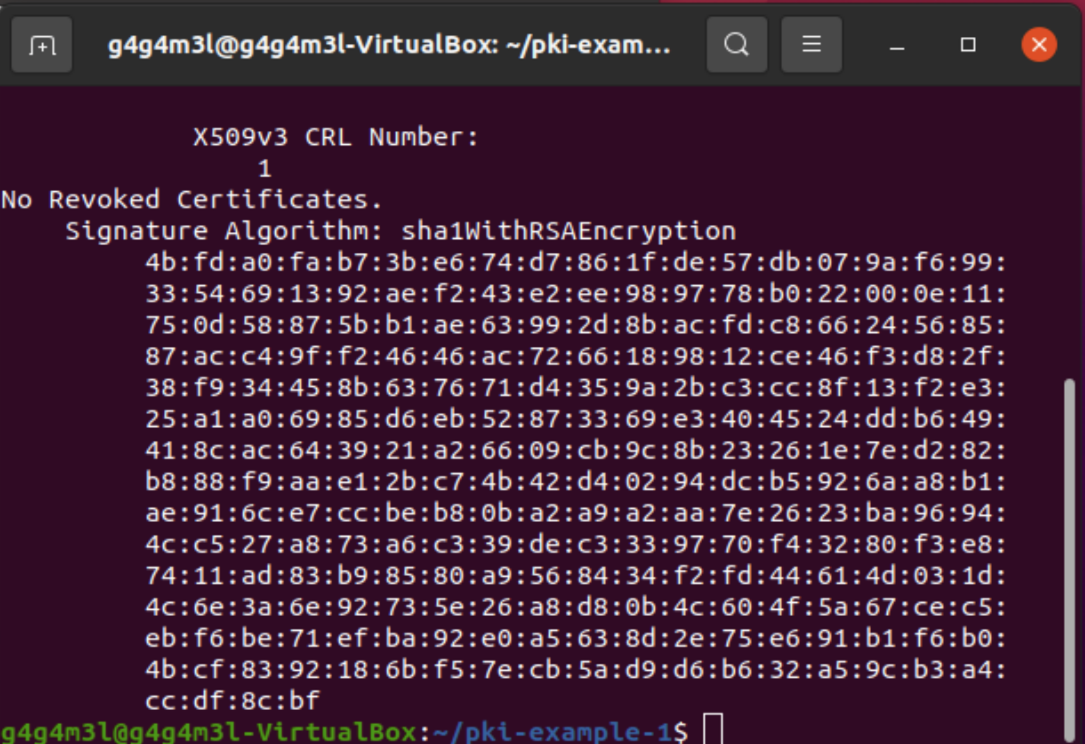 g4g4m3l@g4g4m3l-VirtualBox: ~/pki-exam...
X509v3 CRL Number:
1
No Revoked Certificates.
Signature Algorithm: sha1WithRSAEncryption
4b:fd:a0:fa:b7:3b:e6:74:d7:86:1f:de:57:db:07:9a:f6:99:
33:54:69:13:92:ae:f2:43:e2:ee:98:97:78:b0:22:00:0e:11:
75:0d:58:87:5b:b1:ae:63:99:2d:8b:ac:fd:c8:66:24:56:85:
87:ac:c4:9f:f2:46:46:ac:72:66:18:98:12:ce:46:f3:d8:2f:
38:f9:34:45:8b:63:76:71:d4:35:9a:2b:c3:cc:8f:13:f2:e3:
25:a1:a0:69:85:d6:eb:52:87:33:69:e3:40:45:24:dd:b6:49:
41:8c:ac:64:39:21:a2:66:09:cb:9c:8b:23:26:1e:7e:d2:82:
b8:88:f9:aa:e1:2b:c7:4b:42:d4:02:94:dc:b5:92:6a:a8:b1:
ae:91:6c:e7:cc:be:b8:0b:a2:a9:a2:aa:7e:26:23:ba:96:94:
4c:c5:27:a8:73:a6:c3:39:de:c3:33:97:70:f4:32:80:f3:e8:
74:11:ad:83:b9:85:80:a9:56:84:34:f2:fd:44:61:4d:03:1d:
4c:6e:3a:6e:92:73:5e:26:a8:d8:0b:4c:60:4f:5a:67:ce:c5:
eb:f6:be:71:ef:ba:92:e0:a5:63:8d:2e:75:e6:91:b1:f6:b0:
4b:cf:83:92:18:6b:f5:7e:cb:5a:d9:d6:b6:32:a5:9c:b3:a4:
cc:df:8c:bf
g4g4m3l@g4g4m3l-VirtualBox:~/pki-example-1$